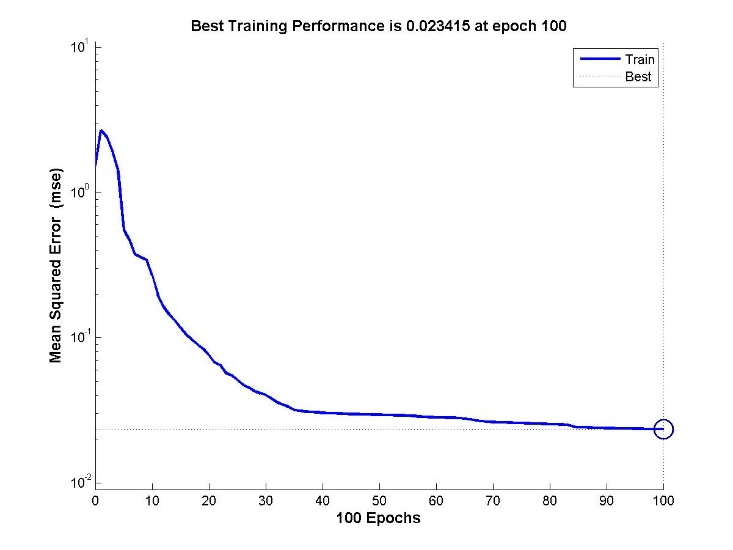 Best Training Performance is 0.023415 at epoch 100
10^1
Train
Best
10^0
Mean Squared Error (mse)
10^-1
10^-2
0 10 20 30 40 50 60 70 80 90 100
100 Epochs